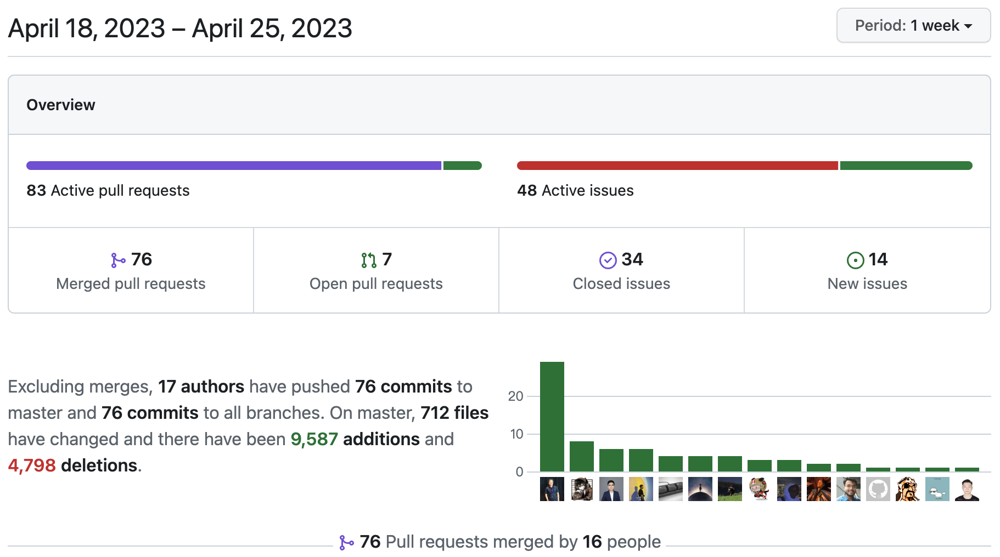 April 18, 2023 – April 25, 2023
Period: 1 week
Overview
83 Active pull requests
48 Active issues
76
Merged pull requests
7
Open pull requests
34
Closed issues
14
New issues
Excluding merges, 17 authors have pushed 76 commits to
master and 76 commits to all branches. On master, 712 files
have changed and there have been 9,587 additions and
4,798 deletions.
20
10
0
76 Pull requests merged by 16 people